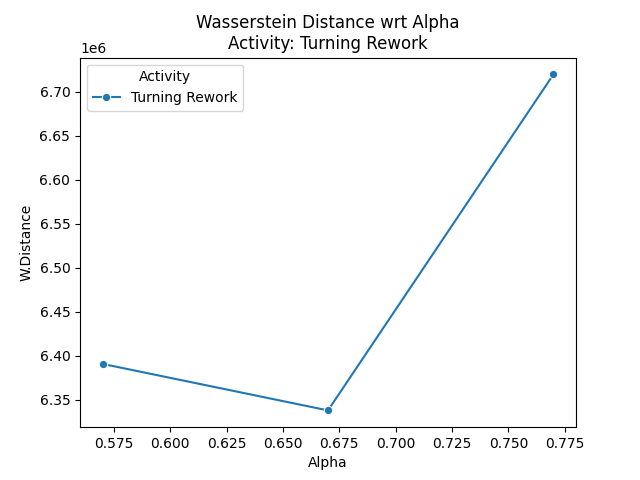 Wasserstein Distance wrt Alpha
Activity: Turning Rework
1e6
Activity
Turning Rework
6.70
6.65
6.60
6.55
6.50
6.45
6.40
6.35
W.Distance
0.575 0.600 0.625 0.650 0.675 0.700 0.725 0.750 0.775
Alpha